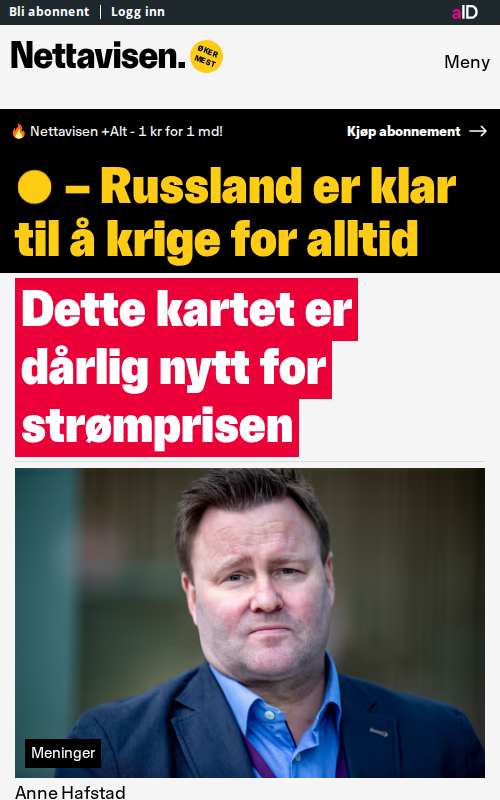 Bli abonnent | Logg inn
aID
Nettavisen.
ØKER
MEST
Meny
Nettavisen +Alt - 1 kr for 1 md!
Kjøp abonnement →
– Russland er klar
til å krige for alltid
Dette kartet er
dårlig nytt for
strømprisen
Meninger
Anne Hafstad